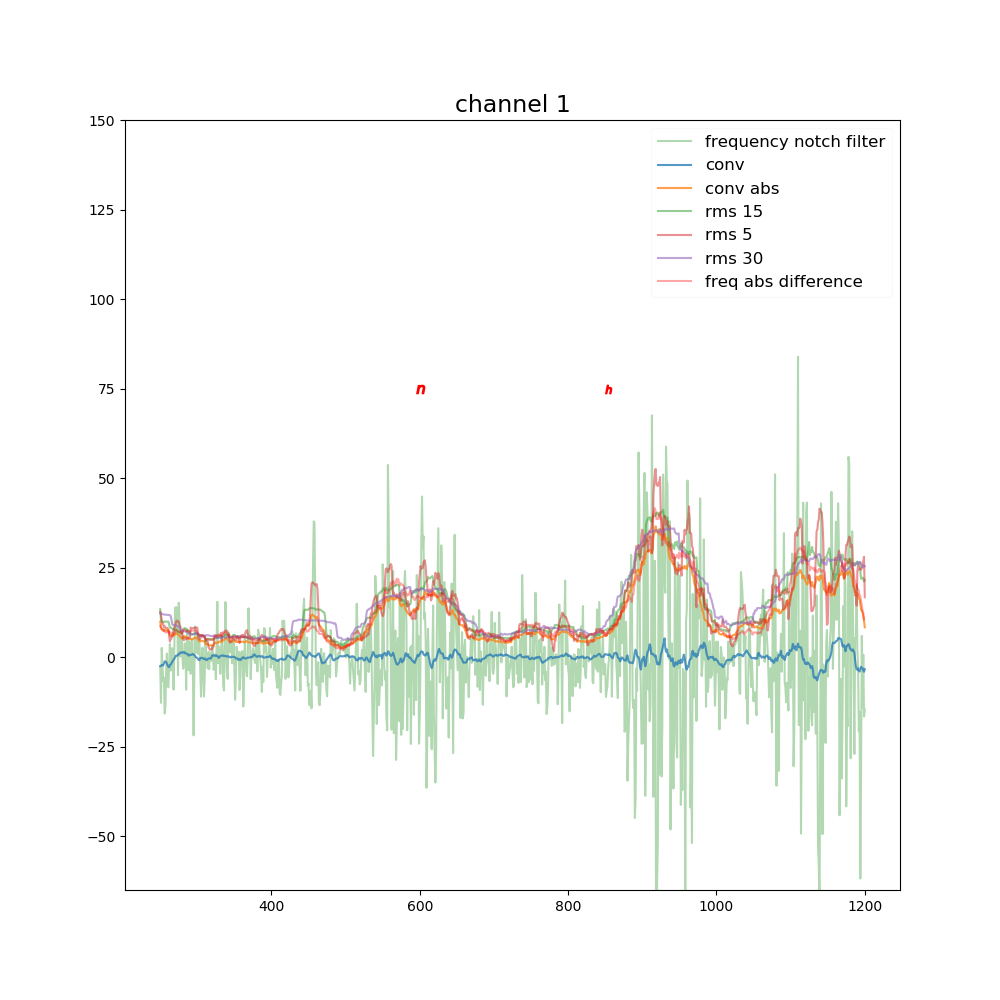 channel 1
150
125
100
75
50
25
0
−25
−50
frequency notch filter
conv
conv abs
rms 15
rms 5
rms 30
freq abs difference
n h
400 600 800 1000 1200